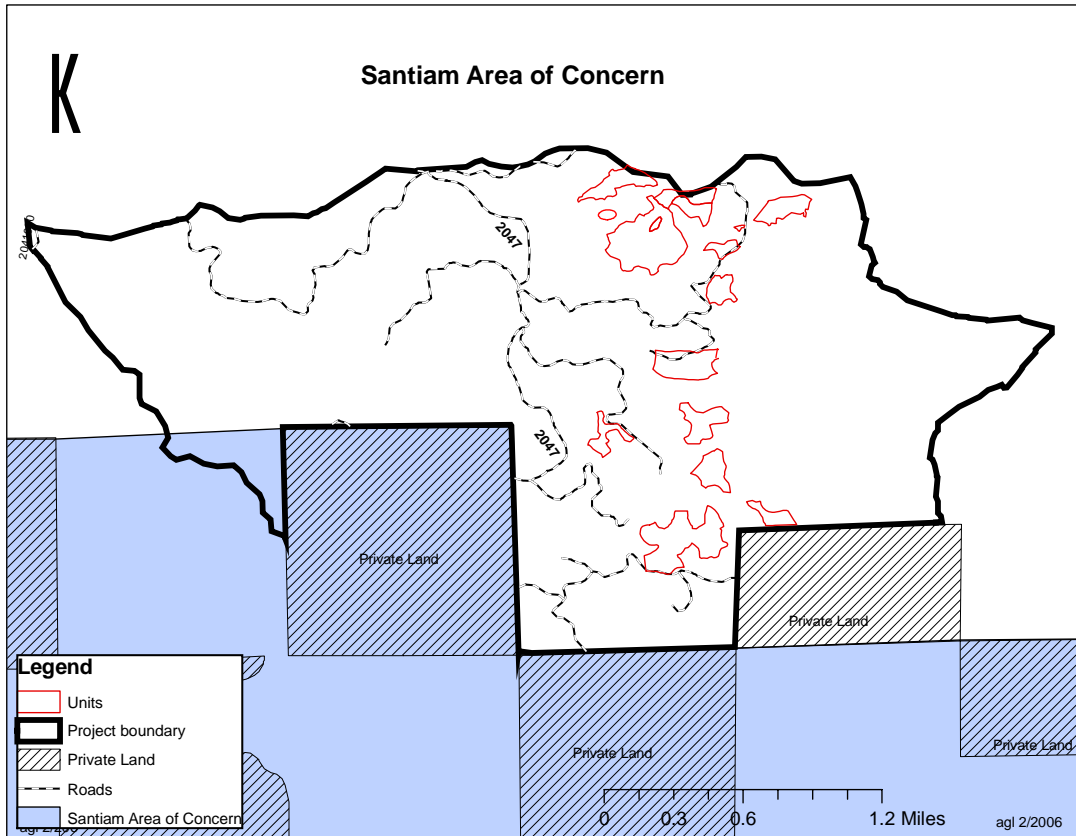 K
Santiam Area of Concern
2047
2047
Private Land
Private Land
Private Land
Private Land
Legend
Units
Project boundary
Private Land
Roads
Santiam Area of Concern
0 0.3 0.6 1.2 Miles
agl 2/2006